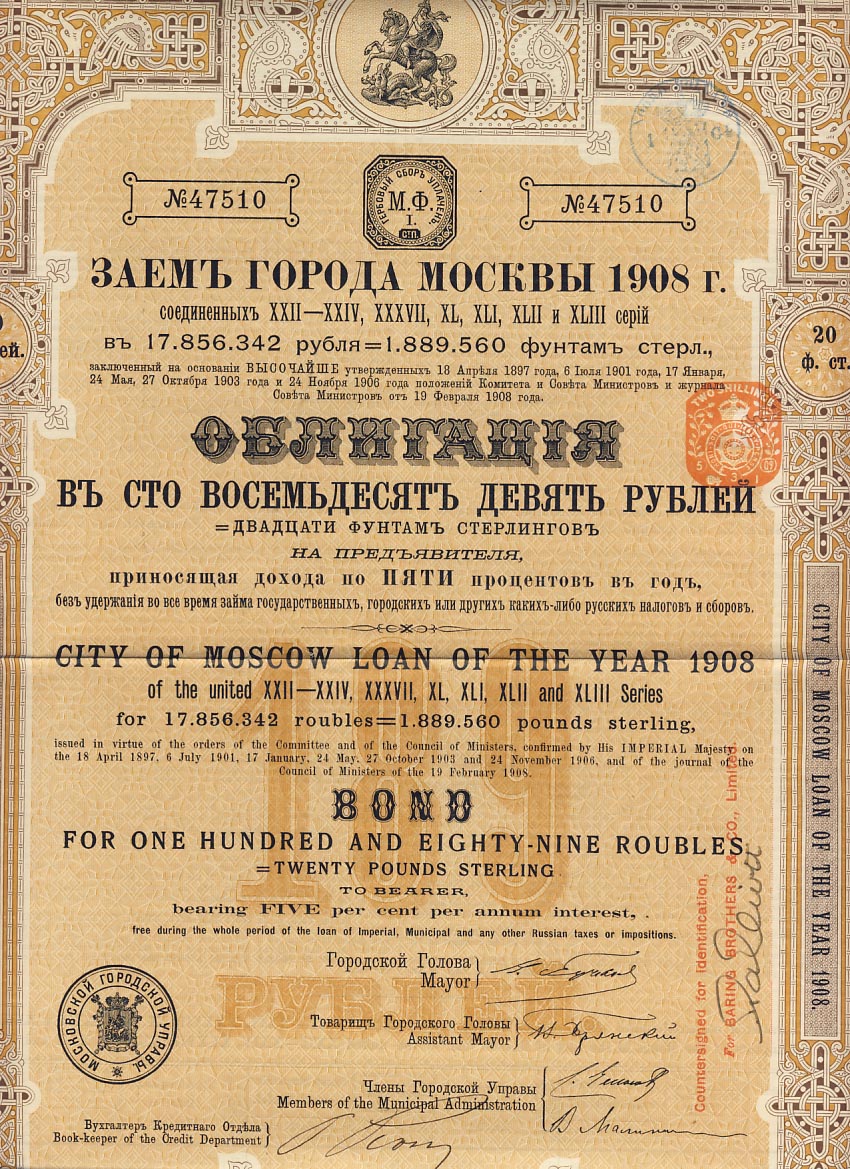 №47510
ГЕРБОВЫЙ СБОРЪ УПЛАЧЕНЪ.
М.Ф.
1.
СТП.
№47510
ЗАЕМЪ ГОРОДА МОСКВЫ 1908 г.
соединенныхъ XXII—XXIV, XXXVII, XL, XLI, XLII и XLIII серій
въ 17.856.342 рубля=1.889.560 фунтамъ стерл.,
ей.
20
ф. ст.
заключенный на основаніи ВЫСОЧАЙШЕ утвержденныхъ 18 Апрѣля 1897 года, 6 Іюля 1901 года, 17 Января,
24 Мая, 27 Октября 1903 года и 24 Ноября 1906 года положеній Комитета и Совѣта Министровъ и журнала
Совѣта Министровъ отъ 19 Февраля 1908 года.
TWO SHILLINGS
ОБЛИГАЦІЯ
ВЪ СТО ВОСЕМЬДЕСЯТЪ ДЕВЯТЬ РУБЛЕЙ
=ДВАДЦАТИ ФУНТАМЪ СТЕРЛИНГОВЪ
НА ПРЕДЪЯВИТЕЛЯ,
приносящая дохода по ПЯТИ процентовъ въ годъ,
безъ удержанія во все время займа государственныхъ, городскихъ или другихъ какихъ-либо русскихъ налоговъ и сборовъ.
CITY OF MOSCOW LOAN OF THE YEAR 1908
of the united XXII—XXIV, XXXVII, XL, XLI, XLII and XLIII Series
for 17.856.342 roubles=1.889.560 pounds sterling,
issued in virtue of the orders of the Committee and of the Council of Ministers, confirmed by His IMPERIAL Majesty on
the 18 April 1897, 6 July 1901, 17 January, 24 May, 27 October 1903 and 24 November 1906, and of the journal of the
Council of Ministers of the 19 February 1908.
189
BOND
FOR ONE HUNDRED AND EIGHTY-NINE ROUBLES
=TWENTY POUNDS STERLING
TO BEARER,
bearing FIVE per cent per annum interest,
free during the whole period of the loan of Imperial, Municipal and any other Russian taxes or impositions.
РУБЛЕЙ.
Городской Голова
Mayor
Товарищъ Городского Головы
Assistant Mayor
Члены Городской Управы
Members of the Municipal Administration
Бухгалтеръ Кредитнаго Отдѣла
Book-keeper of the Credit Department
МОСКОВСКОЙ ГОРОДСКОЙ УПРАВЫ.
Countersigned for Identification,
For BARING BROTHERS & CO., Limited
CITY OF MOSCOW LOAN OF THE YEAR 1908.